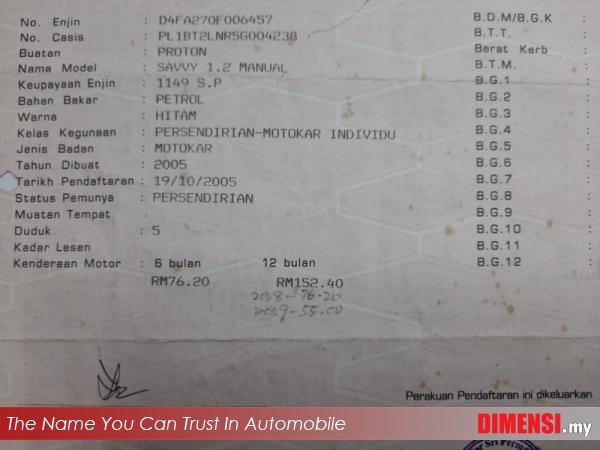 No. Enjin : D4FA270F006457 B.D.M/B.G.K :
No. Casis : PL1BT2LNR5G004238 B.T.T. :
Buatan : PROTON Berat Kerb :
Nama Model : SAVVY 1.2 MANUAL B.T.M. :
Keupayaan Enjin : 1149 S.P B.G.1 :
Bahan Bakar : PETROL B.G.2 :
Warna : HITAM B.G.3 :
Kelas Kegunaan : PERSENDIRIAN-MOTOKAR INDIVIDU B.G.4 :
Jenis Badan : MOTOKAR B.G.5 :
Tahun Dibuat : 2005 B.G.6 :
Tarikh Pendaftaran : 19/10/2005 B.G.7 :
Status Pemunya : PERSENDIRIAN B.G.8 :
Muatan Tempat B.G.9 :
Duduk : 5 B.G.10 :
Kadar Lesen B.G.11 :
Kenderaan Motor : 6 bulan 12 bulan B.G.12 :
RM76.20 RM152.40
2008-76.20
2009-55.00
Perakuan Pendaftaran ini dikeluarkan
The Name You Can Trust In Automobile DIMENSI.my